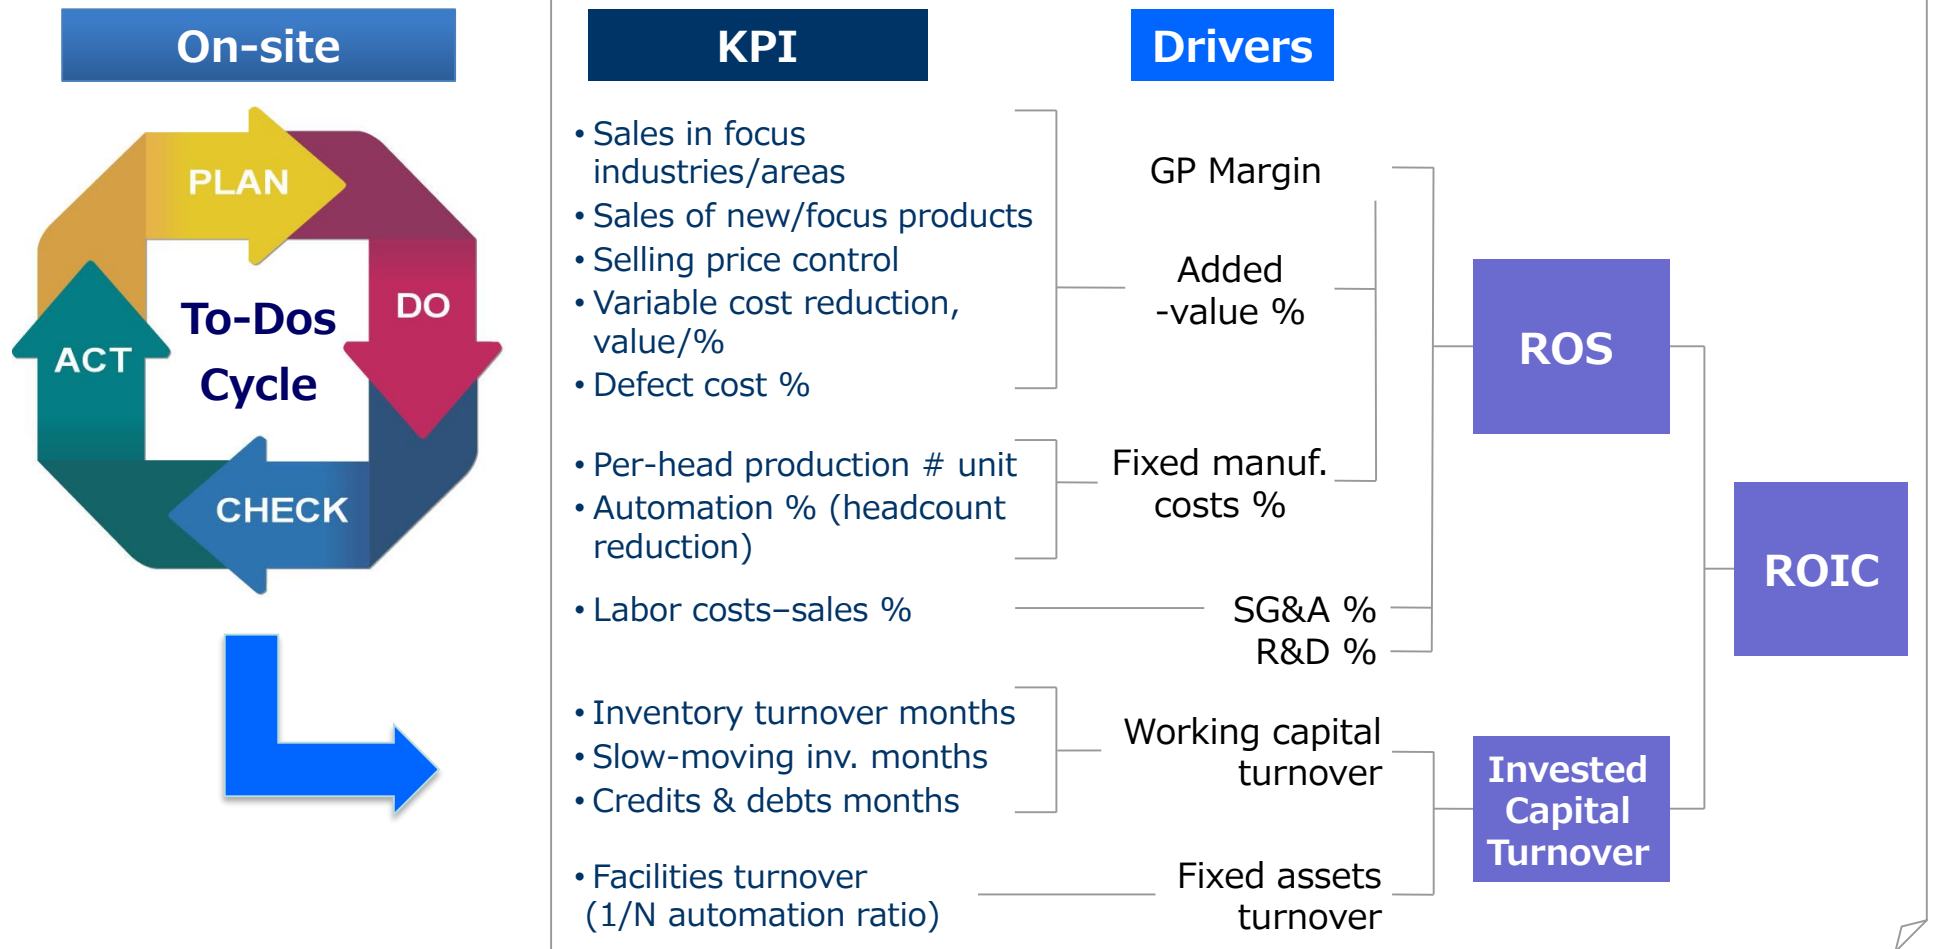 On-site
PLAN
DO
To-Dos
Cycle
ACT
CHECK
KPI
• Sales in focus
industries/areas
• Sales of new/focus products
• Selling price control
• Variable cost reduction,
value/%
• Defect cost %
• Per-head production # unit
• Automation % (headcount
reduction)
• Labor costs–sales %
• Inventory turnover months
• Slow-moving inv. months
• Credits & debts months
• Facilities turnover
(1/N automation ratio)
Drivers
GP Margin
Added
-value %
Fixed manuf.
costs %
SG&A %
R&D %
Working capital
turnover
Fixed assets
turnover
ROS
Invested
Capital
Turnover
ROIC